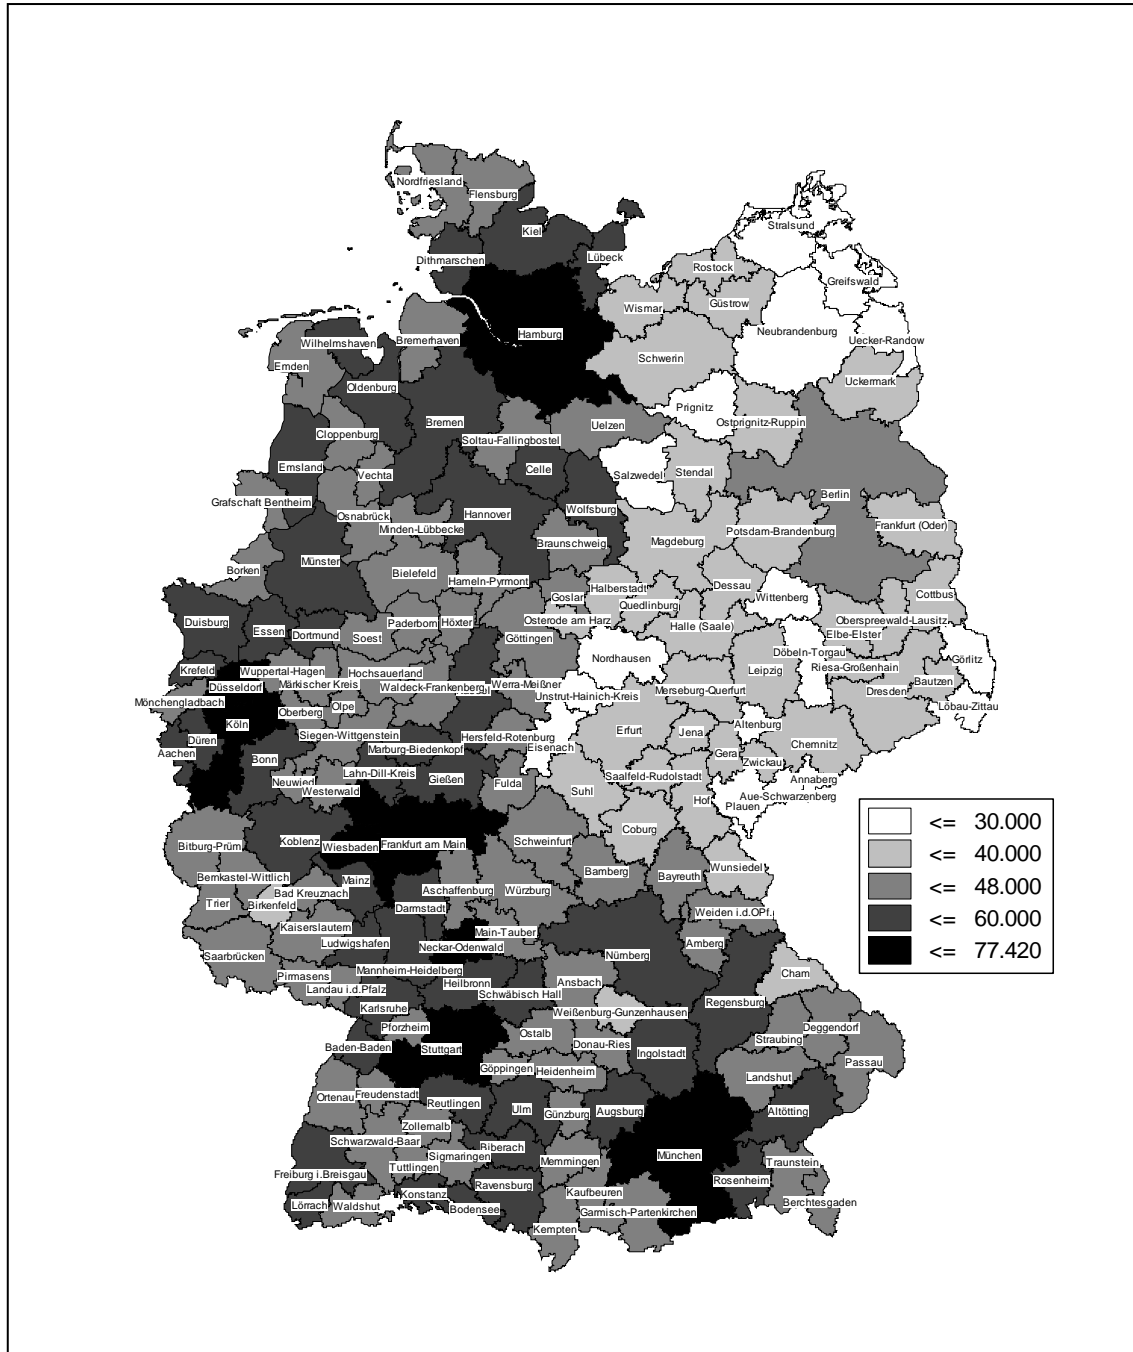 Nordfriesland
Flensburg
Stralsund
Kiel
Dithmarschen
Lübeck
Rostock
Greifswald
Wismar
Güstrow
Hamburg
Neubrandenburg
Wilhelmshaven
Bremerhaven
Uecker-Randow
Schwerin
Emden
Uckermark
Oldenburg
Prignitz
Bremen
Ostprignitz-Ruppin
Uelzen
Cloppenburg
Soltau-Fallingbostel
Emsland
Celle
Vechta
Salzwedel
Stendal
Berlin
Grafschaft Bentheim
Wolfsburg
Osnabrück
Hannover
Minden-Lübbecke
Frankfurt (Oder)
Potsdam-Brandenburg
Braunschweig
Magdeburg
Münster
Borken
Bielefeld
Hameln-Pyrmont
Halberstadt
Dessau
Wittenberg
Cottbus
Goslar
Quedlinburg
Duisburg
Paderborn
Höxter
Osterode am Harz
Halle (Saale)
Oberspreewald-Lausitz
Essen
Dortmund
Soest
Göttingen
Elbe-Elster
Döbeln-Torgau
Nordhausen
Görlitz
Krefeld
Wuppertal-Hagen
Hochsauerland
Leipzig
Riesa-Großenhain
Düsseldorf
Märkischer Kreis
Waldeck-Frankenberg
Werra-Meißner
Bautzen
Mönchengladbach
Unstrut-Hainich-Kreis
Merseburg-Querfurt
Dresden
Oberberg
Olpe
Löbau-Zittau
Köln
Siegen-Wittgenstein
Hersfeld-Rotenburg
Erfurt
Jena
Altenburg
Düren
Aachen
Marburg-Biedenkopf
Eisenach
Gera
Chemnitz
Bonn
Zwickau
Lahn-Dill-Kreis
Gießen
Saalfeld-Rudolstadt
Annaberg
Neuwied
Westerwald
Fulda
Suhl
Aue-Schwarzenberg
Hof
Plauen
Coburg
Koblenz
Wiesbaden
Frankfurt am Main
Schweinfurt
Bitburg-Prüm
Bamberg
Bayreuth
Wunsiedel
Bernkastel-Wittlich
Mainz
Bad Kreuznach
Aschaffenburg
Würzburg
Trier
Birkenfeld
Darmstadt
Weiden i.d.OPf.
Kaiserslautern
Main-Tauber
Ludwigshafen
Neckar-Odenwald
Amberg
Saarbrücken
Nürnberg
Pirmasens
Mannheim-Heidelberg
Cham
Landau i.d.Pfalz
Heilbronn
Ansbach
Schwäbisch Hall
Regensburg
Karlsruhe
Weißenburg-Gunzenhausen
Pforzheim
Ostalb
Deggendorf
Straubing
Baden-Baden
Stuttgart
Donau-Ries
Ingolstadt
Passau
Göppingen
Heidenheim
Landshut
Ortenau
Freudenstadt
Reutlingen
Ulm
Günzburg
Augsburg
Altötting
Zollernalb
Schwarzwald-Baar
Biberach
Sigmaringen
Memmingen
München
Traunstein
Tuttlingen
Freiburg i.Breisgau
Ravensburg
Rosenheim
Kaufbeuren
Konstanz
Lörrach
Waldshut
Bodensee
Garmisch-Partenkirchen
Berchtesgaden
Kempten
<= 30.000
<= 40.000
<= 48.000
<= 60.000
<= 77.420